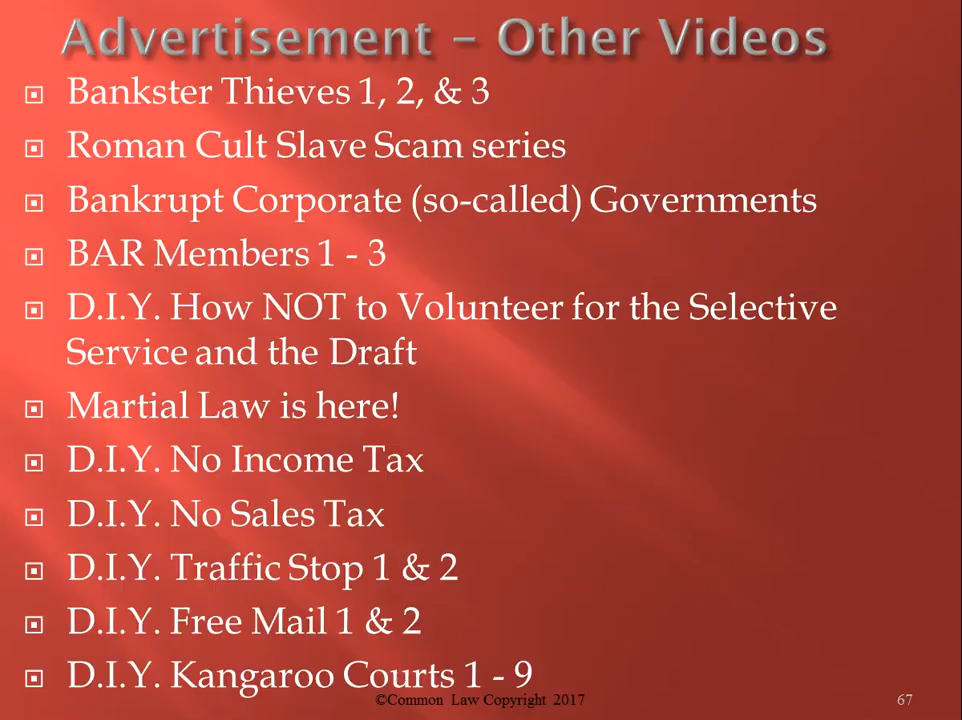 Advertisement – Other Videos
Bankster Thieves 1, 2, & 3
Roman Cult Slave Scam series
Bankrupt Corporate (so-called) Governments
BAR Members 1 - 3
D.I.Y. How NOT to Volunteer for the Selective
Service and the Draft
Martial Law is here!
D.I.Y. No Income Tax
D.I.Y. No Sales Tax
D.I.Y. Traffic Stop 1 & 2
D.I.Y. Free Mail 1 & 2
D.I.Y. Kangaroo Courts 1 - 9
©Common Law Copyright 2017
67